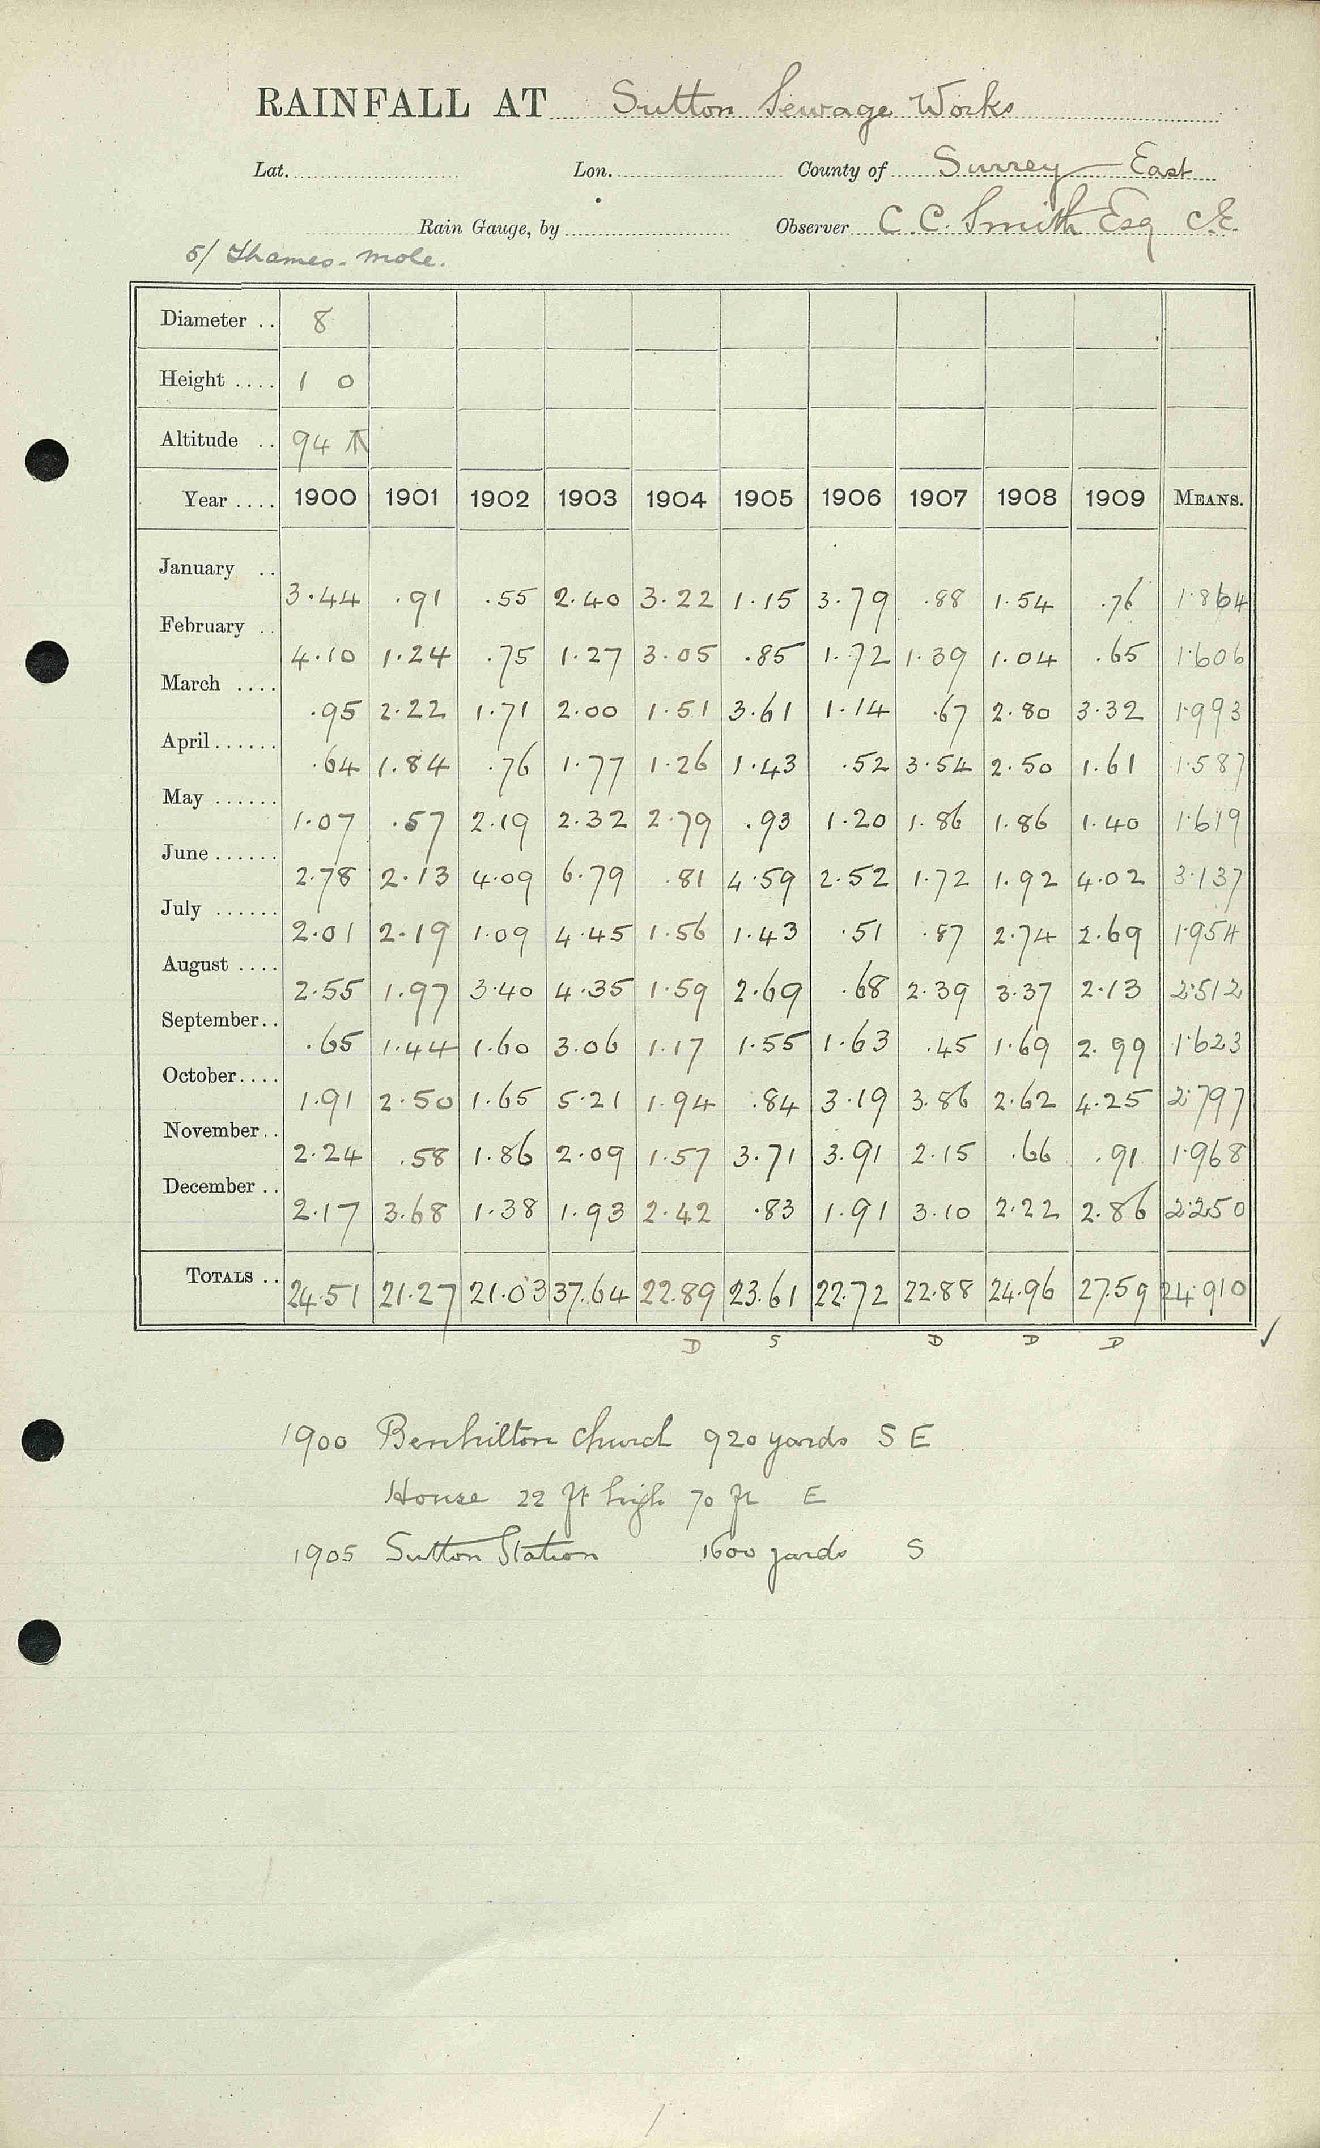 RAINFALL AT Sutton Sewage Works
Lat. Lon. County of Surrey – East
Rain Gauge, by Observer C. C. Smith Esq C.E.
5/ Thames - Mole.
Diameter .. 8
Height .... 1 0
Altitude .. 94
Year .... 1900 1901 1902 1903 1904 1905 1906 1907 1908 1909 MEANS.
January .. 3.44 .91 .55 2.40 3.22 1.15 3.79 .88 1.54 .76 1.864
February .. 4.10 1.24 .75 1.27 3.05 .85 1.72 1.39 1.04 .65 1.606
March .... .95 2.22 1.71 2.00 1.51 3.61 1.14 .67 2.80 3.32 1.993
April ...... .64 1.84 .76 1.77 1.26 1.43 .52 3.54 2.50 1.61 1.587
May ...... 1.07 .57 2.19 2.32 2.79 .93 1.20 1.86 1.86 1.40 1.619
June ...... 2.78 2.13 4.09 6.79 .81 4.59 2.52 1.72 1.92 4.02 3.137
July ...... 2.01 2.19 1.09 4.45 1.56 1.43 .51 .87 2.74 2.69 1.954
August .... 2.55 1.97 3.40 4.35 1.59 2.69 .68 2.39 3.37 2.13 2.512
September .. .65 1.44 1.60 3.06 1.17 1.55 1.63 .45 1.69 2.99 1.623
October .... 1.91 2.50 1.65 5.21 1.94 .84 3.19 3.86 2.62 4.25 2.797
November .. 2.24 .58 1.86 2.09 1.57 3.71 3.91 2.15 .66 .91 1.968
December .. 2.17 3.68 1.38 1.93 2.42 .83 1.91 3.10 2.22 2.86 2.250
TOTALS .. 24.51 21.27 21.03 37.64 22.89 23.61 22.72 22.88 24.96 27.59 24.910
D S D D D ✓
1900 Benhilton Church 920 yards S E
House 22 ft high 70 ft E
1905 Sutton Station 1600 yards S